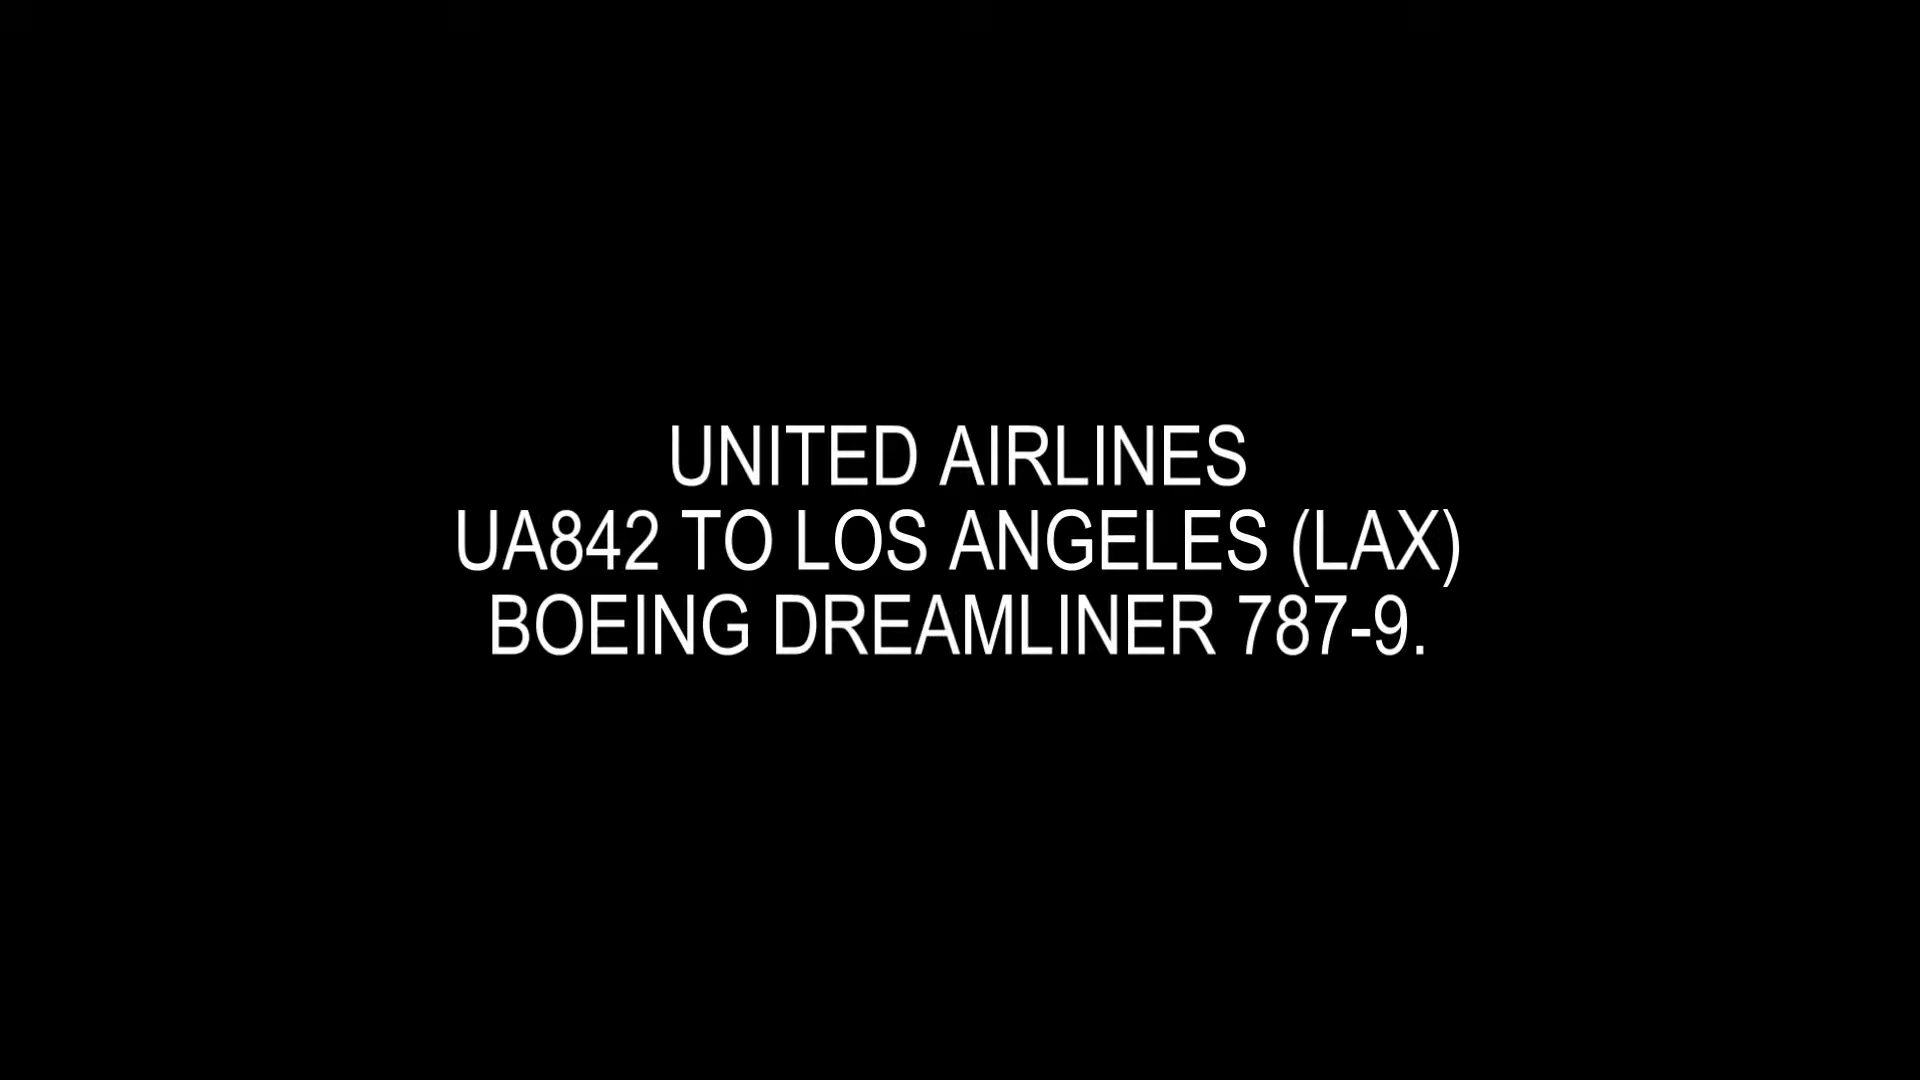 UNITED AIRLINES
UA842 TO LOS ANGELES (LAX)
BOEING DREAMLINER 787-9.